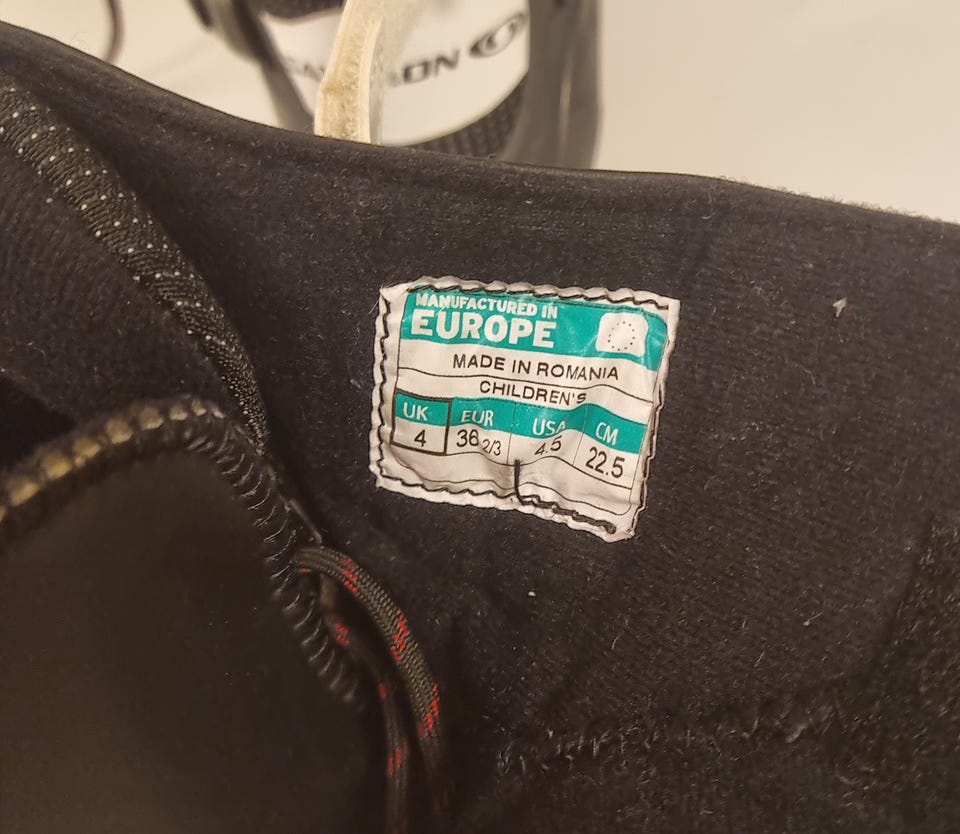 MANUFACTURED IN
EUROPE
MADE IN ROMANIA
CHILDREN'S
UK EUR USA CM
4 36 2/3 4.5 22.5